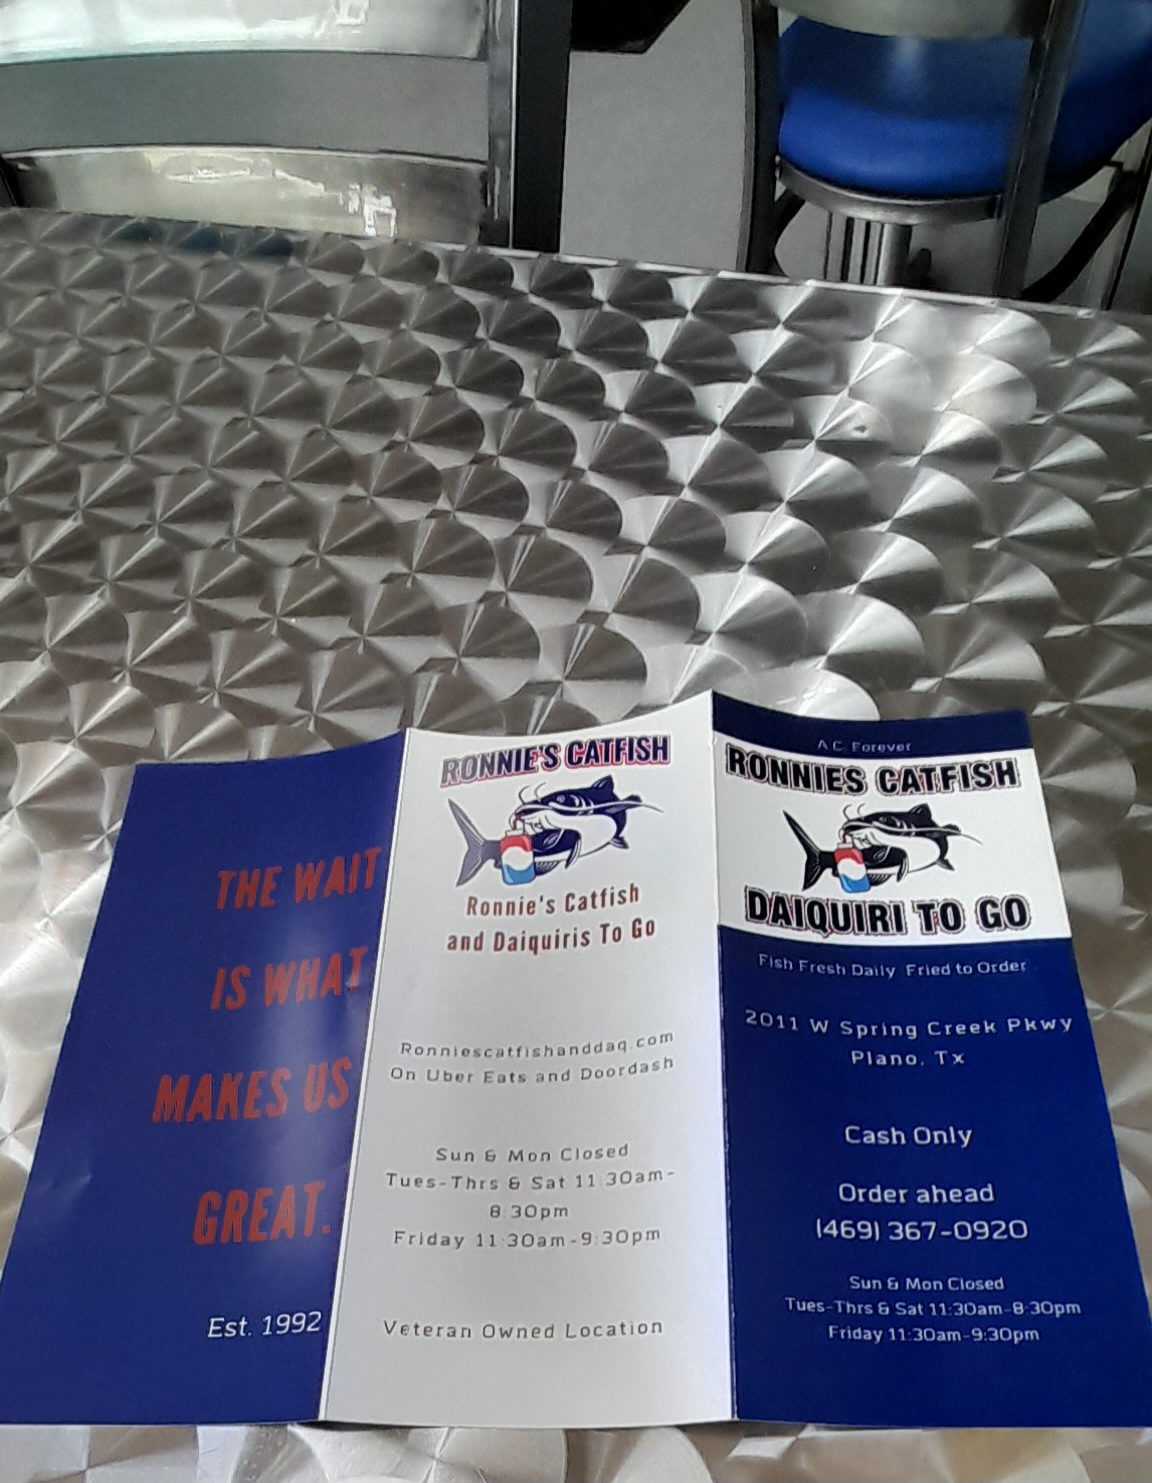 THE WAIT
IS WHAT
MAKES US
GREAT.
Est. 1992
RONNIE'S CATFISH
Ronnie's Catfish
and Daiquiris To Go
Ronniescatfishanddaq.com
On Uber Eats and Doordash
Sun & Mon Closed
Tues-Thrs & Sat 11:30am-
8:30pm
Friday 11:30am-9:30pm
Veteran Owned Location
AC Forever
RONNIES CATFISH
DAIQUIRI TO GO
Fish Fresh Daily Fried to Order
2011 W Spring Creek Pkwy
Plano, Tx
Cash Only
Order ahead
(469) 367-0920
Sun & Mon Closed
Tues-Thrs & Sat 11:30am-8:30pm
Friday 11:30am-9:30pm